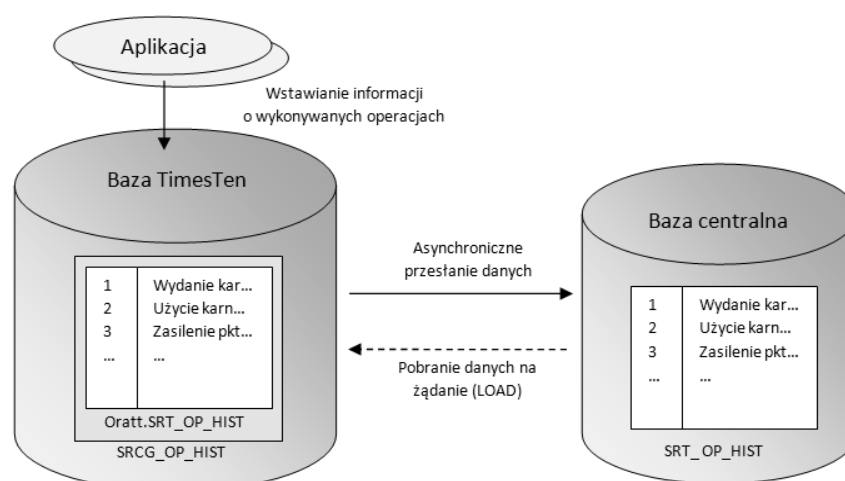 Aplikacja
Wstawianie informacji
o wykonywanych operacjach
Baza TimesTen
1 Wydanie kar...
2 Użycie karn...
3 Zasilenie pkt...
... ...
Oratt.SRT_OP_HIST
SRCG_OP_HIST
Asynchroniczne
przesłanie danych
Pobranie danych na
żądanie (LOAD)
Baza centralna
1 Wydanie kar...
2 Użycie karn...
3 Zasilenie pkt...
... ...
SRT_ OP_HIST